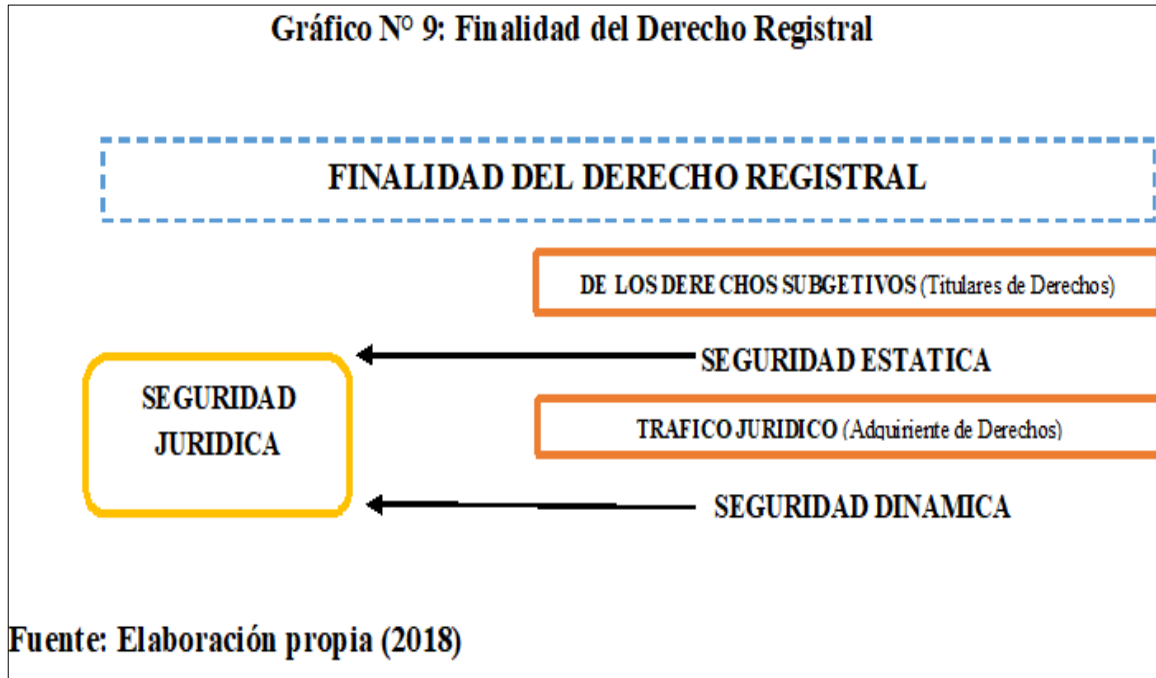 Gráfico N° 9: Finalidad del Derecho Registral
FINALIDAD DEL DERECHO REGISTRAL
DE LOS DERECHOS SUBGETIVOS (Titulares de Derechos)
SEGURIDAD ESTATICA
SEGURIDAD
JURIDICA
TRAFICO JURIDICO (Adquiriente de Derechos)
SEGURIDAD DINAMICA
Fuente: Elaboración propia (2018)